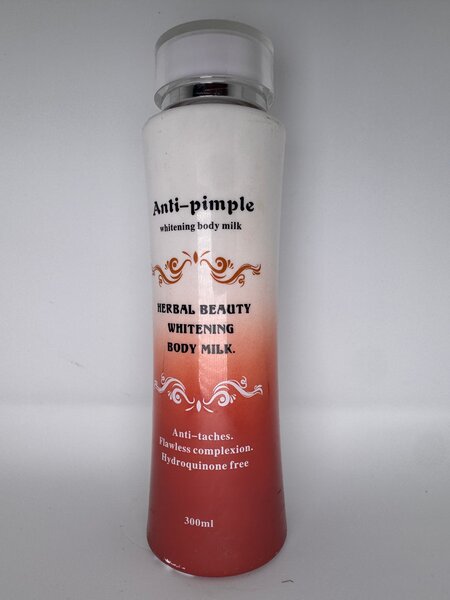 Anti-pimple
whitening body milk
HERBAL BEAUTY
WHITENING
BODY MILK.
Anti-taches.
Flawless complexion.
Hydroquinone free
300ml